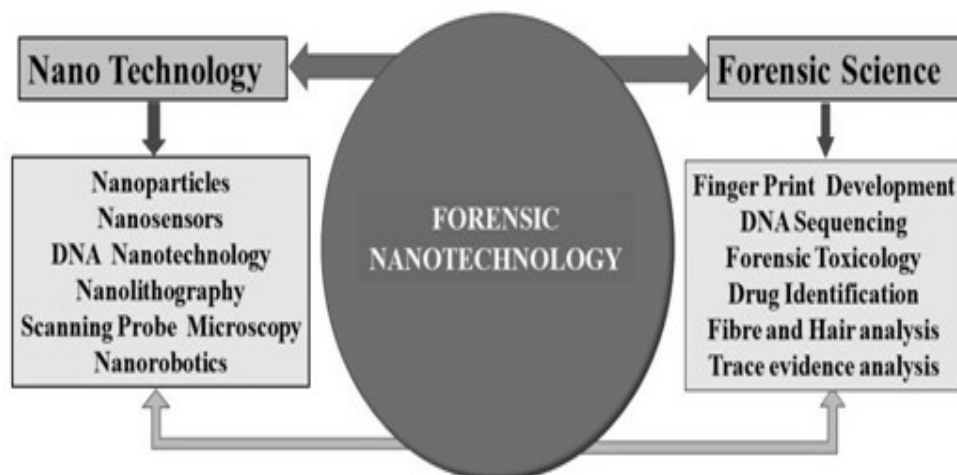 Nano Technology
Forensic Science
Nanoparticles
Nanosensors
DNA Nanotechnology
Nanolithography
Scanning Probe Microscopy
Nanorobotics
FORENSIC
NANOTECHNOLOGY
Finger Print Development
DNA Sequencing
Forensic Toxicology
Drug Identification
Fibre and Hair analysis
Trace evidence analysis